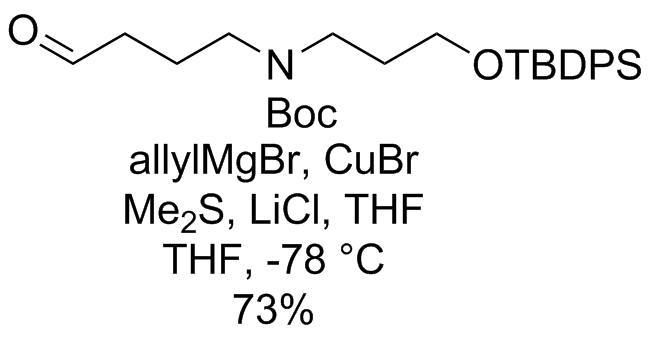 O
N
OTBDPS
Boc
allylMgBr, CuBr
Me₂S, LiCl, THF
THF, -78 °C
73%